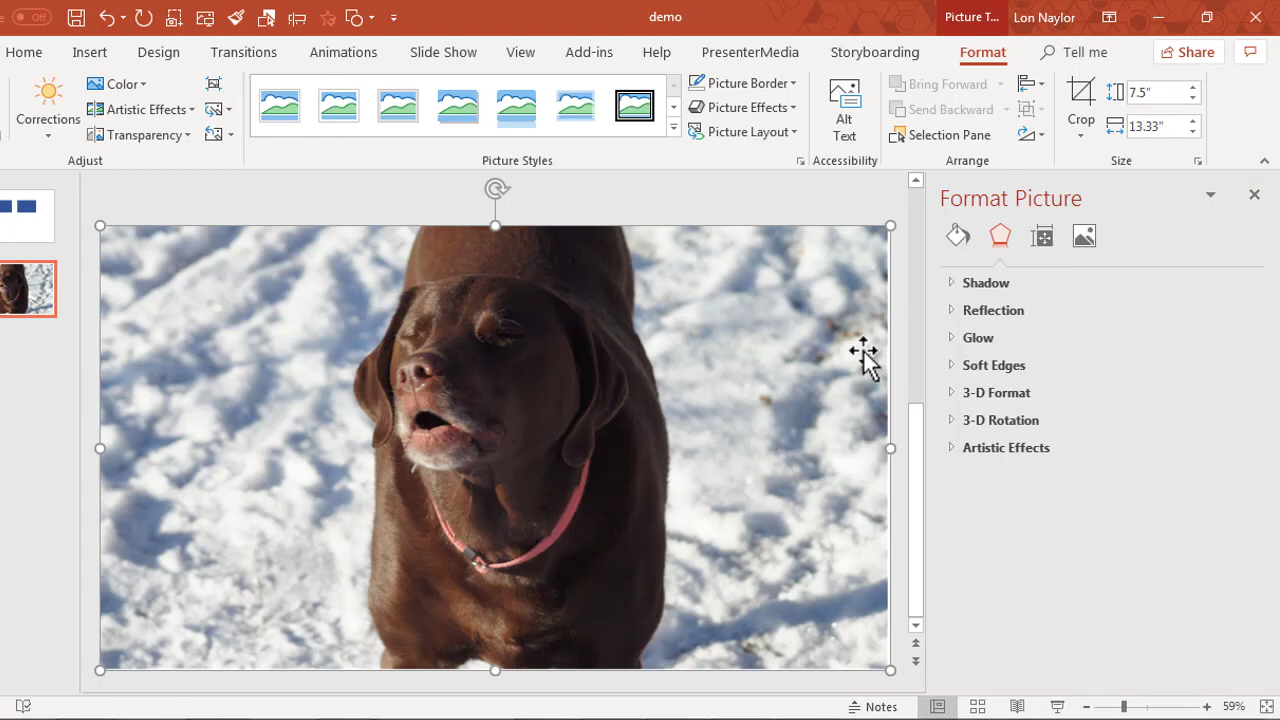 Off
demo
Picture T...
Lon Naylor
Home Insert Design Transitions Animations Slide Show View Add-ins Help PresenterMedia Storyboarding Format Tell me Share
Corrections
Color
Artistic Effects
Transparency
Adjust
Picture Styles
Picture Border
Picture Effects
Picture Layout
Alt
Text
Accessibility
Bring Forward
Send Backward
Selection Pane
Arrange
Crop
7.5"
13.33"
Size
Format Picture
Shadow
Reflection
Glow
Soft Edges
3-D Format
3-D Rotation
Artistic Effects
Notes
59%